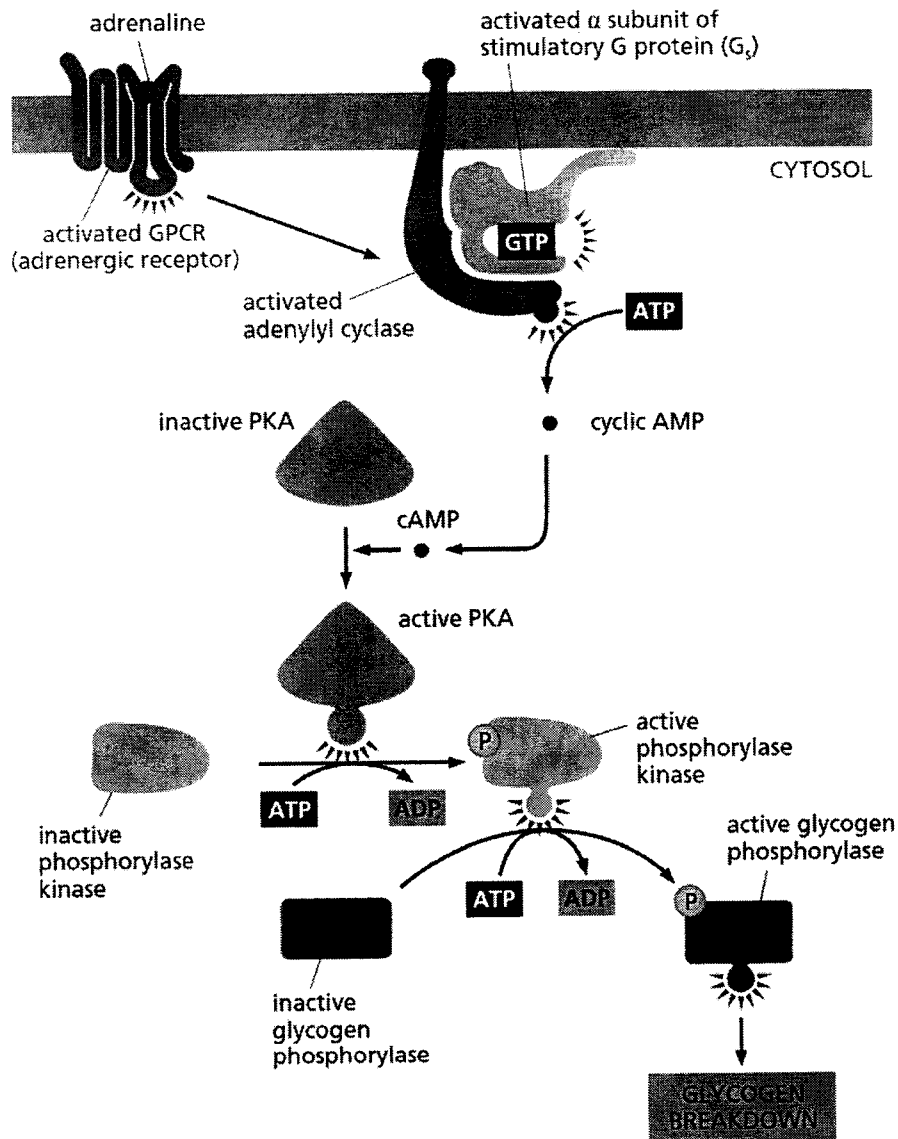 adrenaline
activated α subunit of
stimulatory G protein (Gs)
CYTOSOL
activated GPCR
(adrenergic receptor)
GTP
activated
adenylyl cyclase
ATP
inactive PKA
cyclic AMP
cAMP
active PKA
P
active
phosphorylase
kinase
ATP
ADP
inactive
phosphorylase
kinase
active glycogen
phosphorylase
ATP
ADP
P
inactive
glycogen
phosphorylase
GLYCOGEN
BREAKDOWN